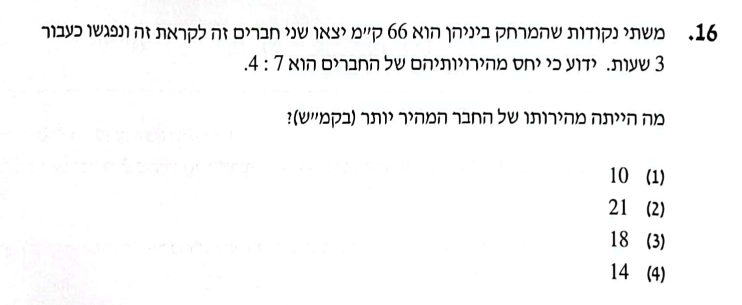 16. משתי נקודות שהמרחק ביניהן הוא 66 ק"מ יצאו שני חברים זה לקראת זה ונפגשו כעבור
3 שעות. ידוע כי יחס מהירויותיהם של החברים הוא 7 : 4.
מה הייתה מהירותו של החבר המהיר יותר (בקמ"ש)?
(1) 10
(2) 21
(3) 18
(4) 14